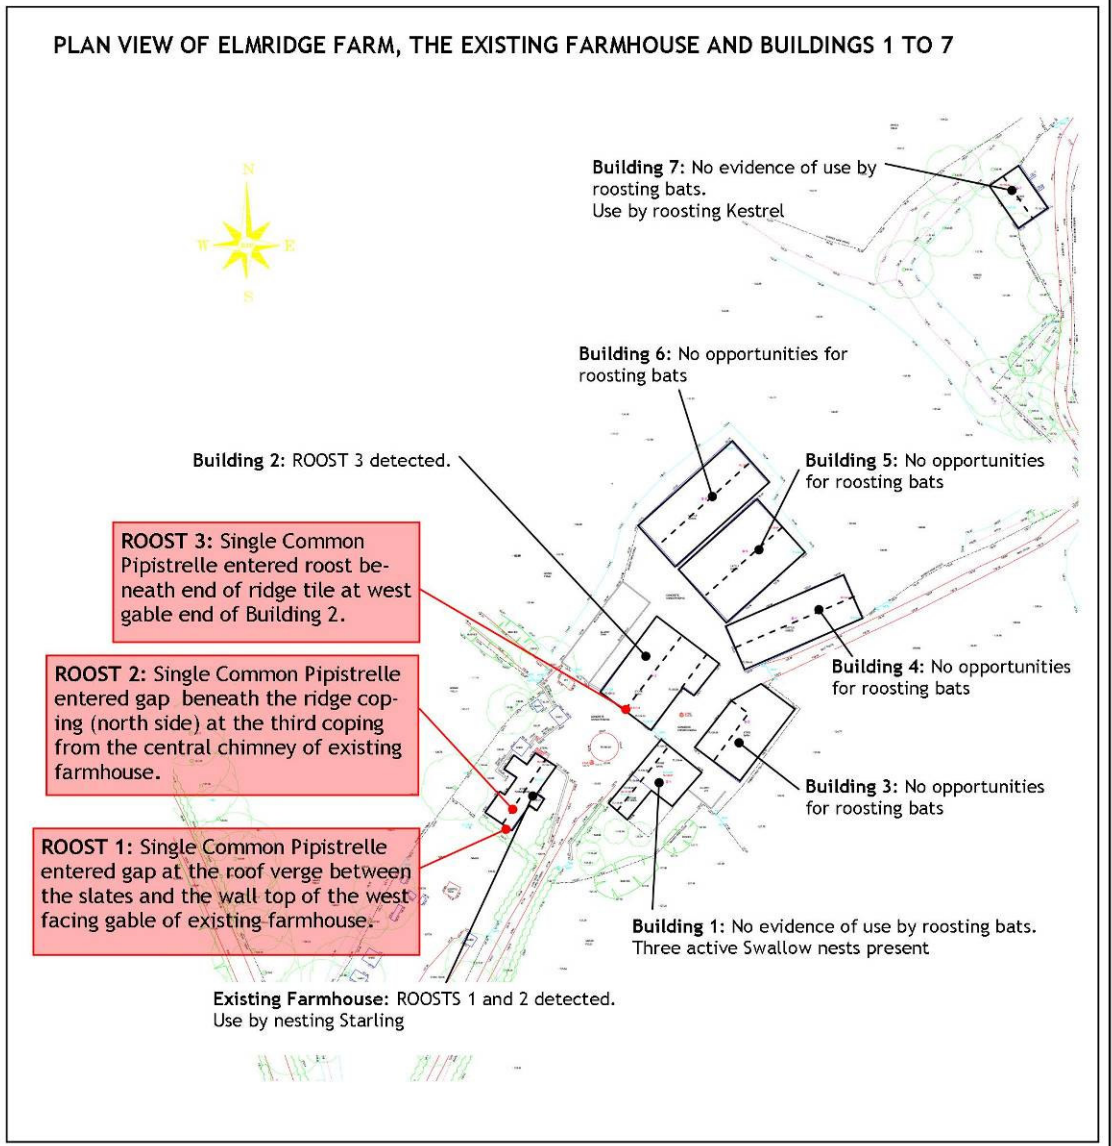 PLAN VIEW OF ELMRIDGE FARM, THE EXISTING FARMHOUSE AND BUILDINGS 1 TO 7
N
W E
S
Building 7: No evidence of use by
roosting bats.
Use by roosting Kestrel
Building 6: No opportunities for
roosting bats
Building 2: ROOST 3 detected.
Building 5: No opportunities
for roosting bats
ROOST 3: Single Common
Pipistrelle entered roost be-
neath end of ridge tile at west
gable end of Building 2.
ROOST 2: Single Common Pipistrelle
entered gap beneath the ridge cop-
ing (north side) at the third coping
from the central chimney of existing
farmhouse.
Building 4: No opportunities
for roosting bats
Building 3: No opportunities
for roosting bats
ROOST 1: Single Common Pipistrelle
entered gap at the roof verge between
the slates and the wall top of the west
facing gable of existing farmhouse.
Building 1: No evidence of use by roosting bats.
Three active Swallow nests present
Existing Farmhouse: ROOSTS 1 and 2 detected.
Use by nesting Starling